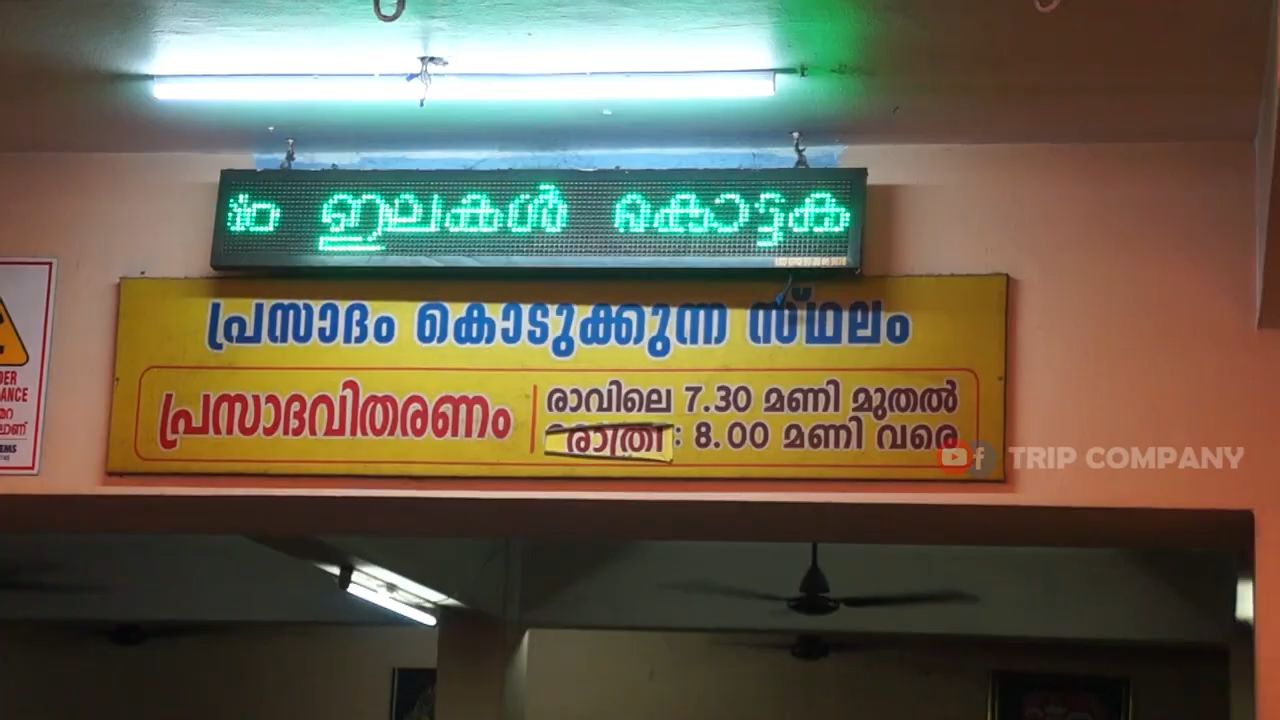 ഇലകൾ
പ്രസാദം കൊടുക്കുന്ന സ്ഥലം
പ്രസാദവിതരണം
രാവിലെ 7.30 മണി മുതൽ
രാത്രി : 8.00 മണി വരെ
TRIP COMPANY